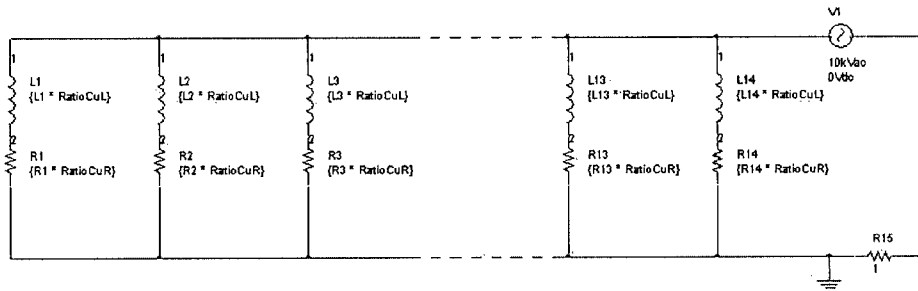 V1
10kVac
0Vdc
1
L1
{L1 * RatioCuL}
2
R1
{R1 * RatioCuR}
1
L2
{L2 * RatioCuL}
2
R2
{R2 * RatioCuR}
1
L3
{L3 * RatioCuL}
2
R3
{R3 * RatioCuR}
1
L13
{L13 * RatioCuL}
2
R13
{R13 * RatioCuR}
1
L14
{L14 * RatioCuL}
2
R14
{R14 * RatioCuR}
R15
1